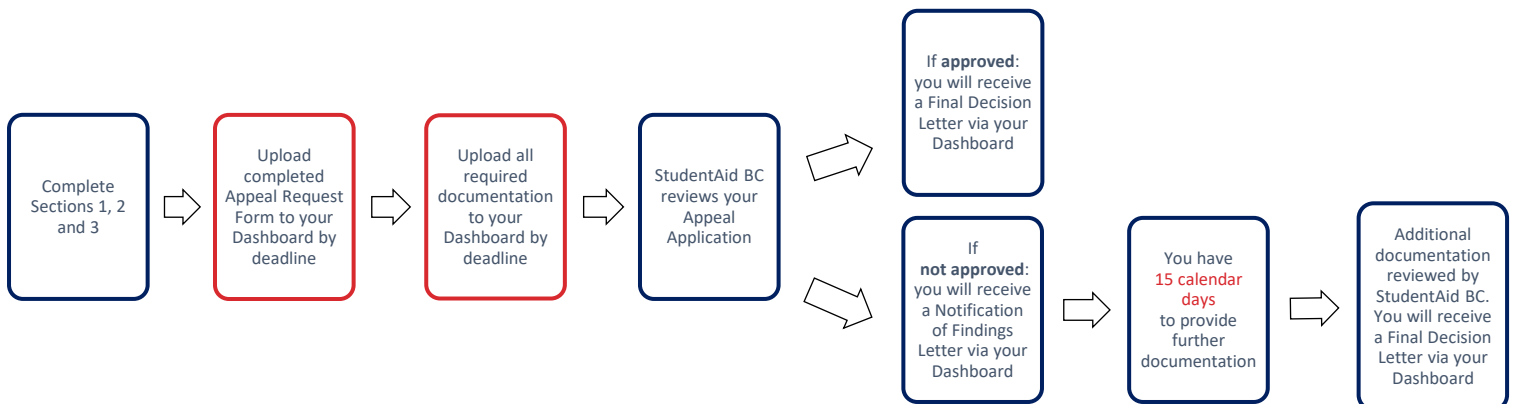 Complete
Sections 1, 2
and 3
Upload
completed
Appeal Request
Form to your
Dashboard by
deadline
Upload all
required
documentation
to your
Dashboard by
deadline
StudentAid BC
reviews your
Appeal
Application
If approved:
you will receive
a Final Decision
Letter via your
Dashboard
If
not approved:
you will receive
a Notification
of Findings
Letter via your
Dashboard
You have
15 calendar
days
to provide
further
documentation
Additional
documentation
reviewed by
StudentAid BC.
You will receive
a Final Decision
Letter via your
Dashboard